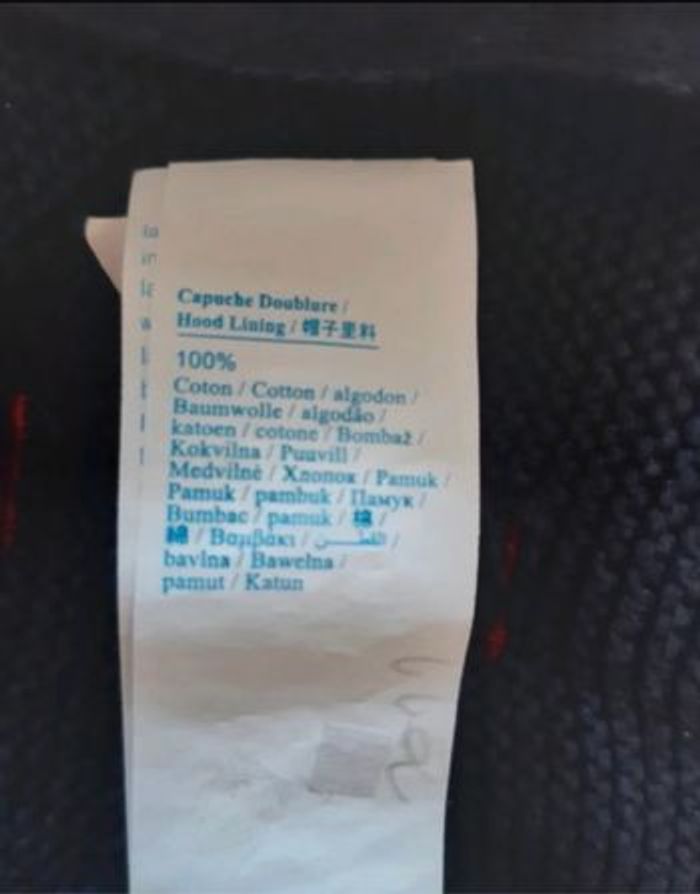 Capuche Doublure /
Hood Lining / 帽子里料
100%
Coton / Cotton / algodon /
Baumwolle / algodão /
katoen / cotone / Bombaž /
Kokvilna / Puuvill /
Medvilnė / Хлопок / Pamuk /
Pamuk / pambuk / Памук /
Bumbac / pamuk / 棉 /
綿 / Βαμβάκι / القطــــن /
bavlna / Bawełna /
pamut / Katun